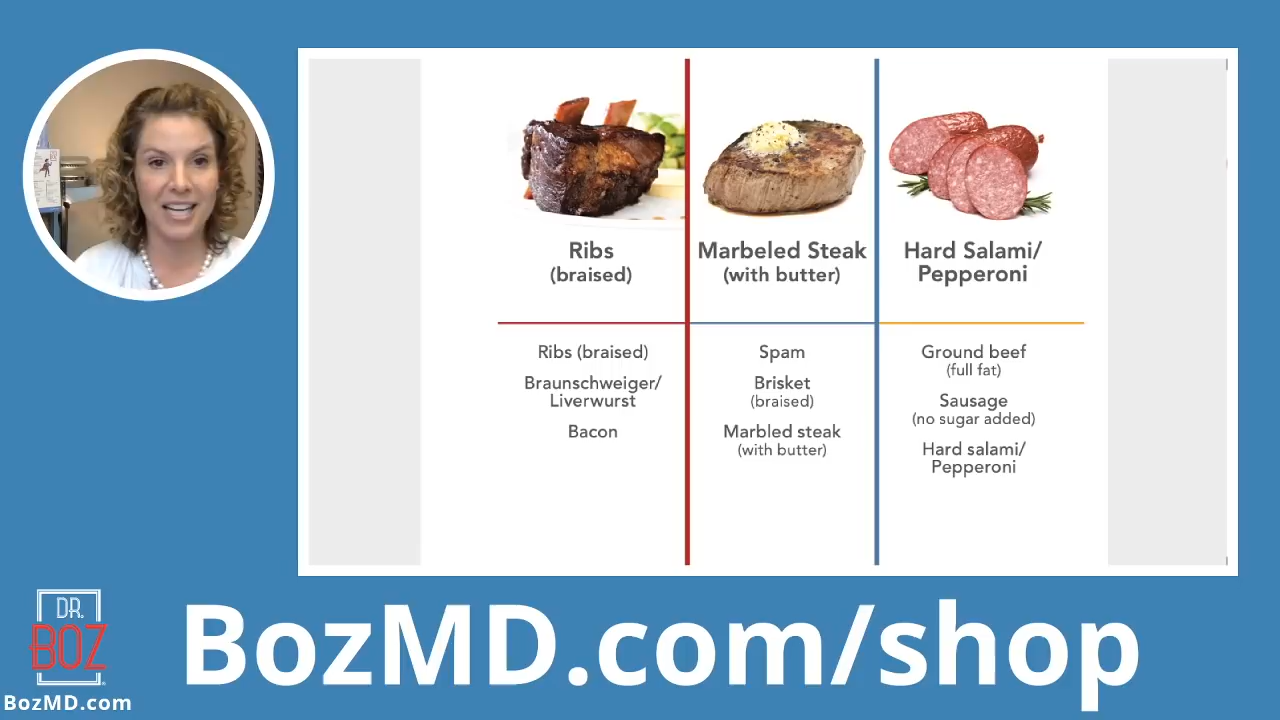 Ribs
(braised)
Marbeled Steak
(with butter)
Hard Salami/
Pepperoni
Ribs (braised)
Braunschweiger/
Liverwurst
Bacon
Spam
Brisket
(braised)
Marbled steak
(with butter)
Ground beef
(full fat)
Sausage
(no sugar added)
Hard salami/
Pepperoni
DR.
BOZ
BozMD.com
BozMD.com/shop